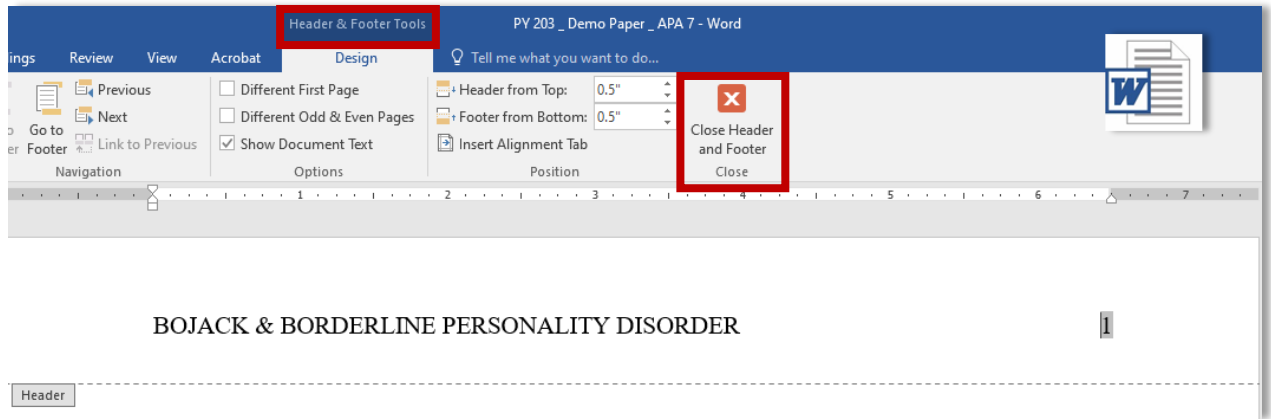 Header & Footer Tools PY 203 _ Demo Paper _ APA 7 - Word
ings Review View Acrobat Design Tell me what you want to do...
Previous Different First Page Header from Top: 0.5"
Next Different Odd & Even Pages Footer from Bottom: 0.5"
Go to Footer Link to Previous Show Document Text Insert Alignment Tab Close Header and Footer
Navigation Options Position Close
1 2 3 4 5 6 7
BOJACK & BORDERLINE PERSONALITY DISORDER 1
Header
W